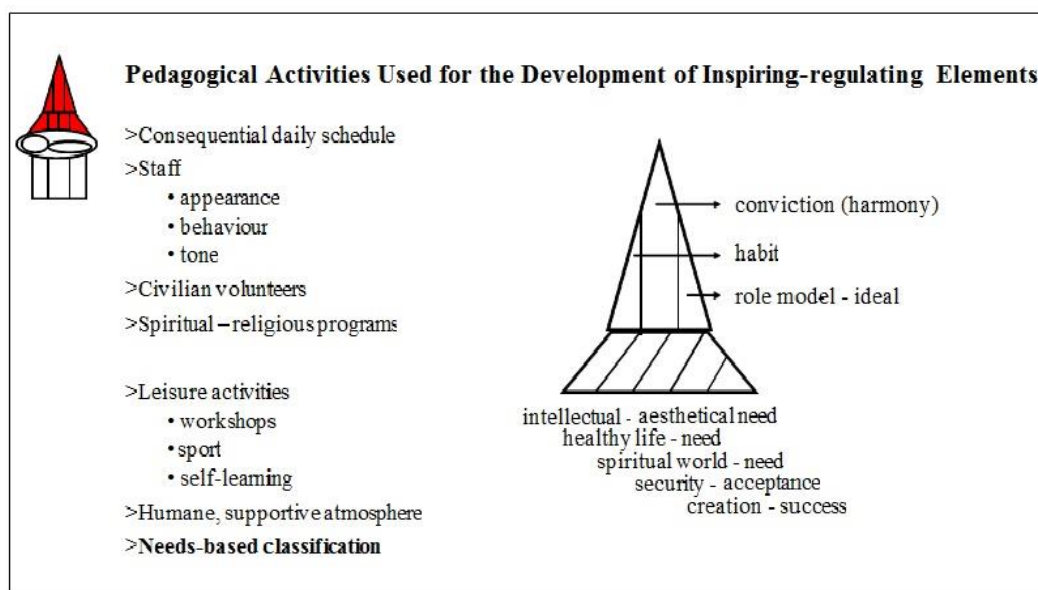 Pedagogical Activities Used for the Development of Inspiring-regulating Elements
>Consequential daily schedule
>Staff
• appearance
• behaviour
• tone
>Civilian volunteers
>Spiritual – religious programs
>Leisure activities
• workshops
• sport
• self-learning
>Humane, supportive atmosphere
>Needs-based classification
conviction (harmony)
habit
role model - ideal
intellectual - aesthetical need
healthy life - need
spiritual world - need
security - acceptance
creation - success